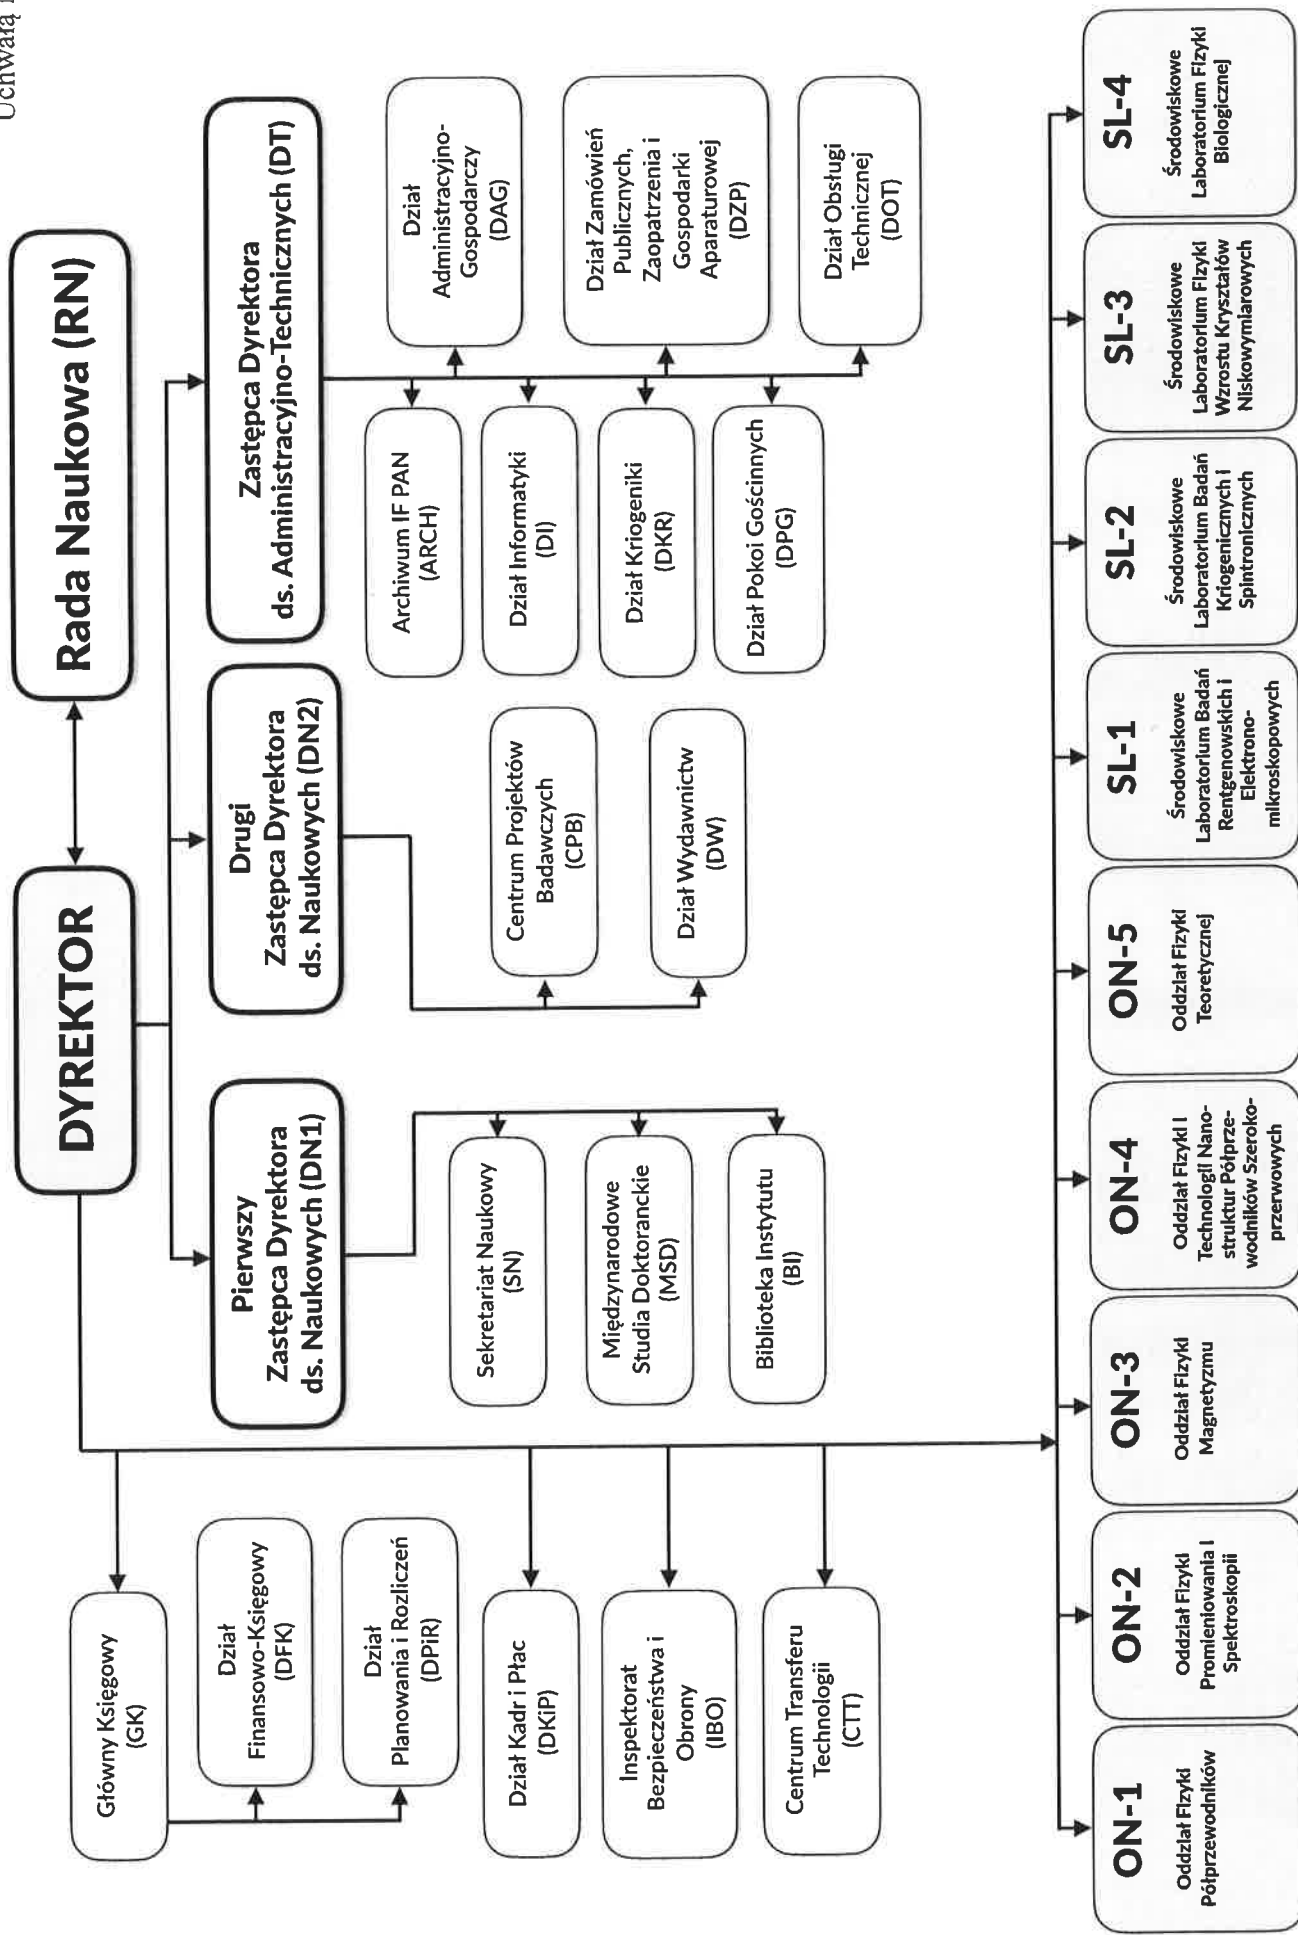 Uchwałą
DYREKTOR
Rada Naukowa (RN)
Pierwszy
Zastępca Dyrektora
ds. Naukowych (DN1)
Drugi
Zastępca Dyrektora
ds. Naukowych (DN2)
Zastępca Dyrektora
ds. Administracyjno-Technicznych (DT)
Główny Księgowy
(GK)
Dział
Finansowo-Księgowy
(DFK)
Dział
Planowania i Rozliczeń
(DPiR)
Dział Kadr i Płac
(DKiP)
Inspektorat
Bezpieczeństwa i
Obrony
(IBO)
Centrum Transferu
Technologii
(CTT)
Sekretariat Naukowy
(SN)
Międzynarodowe
Studia Doktoranckie
(MSD)
Biblioteka Instytutu
(BI)
Centrum Projektów
Badawczych
(CPB)
Dział Wydawnictw
(DW)
Archiwum IF PAN
(ARCH)
Dział Informatyki
(DI)
Dział Kriogeniki
(DKR)
Dział Pokoi Gościnnych
(DPG)
Dział
Administracyjno-
Gospodarczy
(DAG)
Dział Zamówień
Publicznych,
Zaopatrzenia i
Gospodarki
Aparaturowej
(DZP)
Dział Obsługi
Technicznej
(DOT)
ON-1
Oddział Fizyki
Półprzewodników
ON-2
Oddział Fizyki
Promieniowania i
Spektroskopii
ON-3
Oddział Fizyki
Magnetyzmu
ON-4
Oddział Fizyki i
Technologii Nano-
struktur Półprze-
wodników Szeroko-
przerwowych
ON-5
Oddział Fizyki
Teoretycznej
SL-1
Środowiskowe
Laboratorium Badań
Rentgenowskich i
Elektrono-
mikroskopowych
SL-2
Środowiskowe
Laboratorium Badań
Kriogenicznych i
Spintronicznych
SL-3
Środowiskowe
Laboratorium Fizyki
Wzrostu Kryształów
Niskowymiarowych
SL-4
Środowiskowe
Laboratorium Fizyki
Biologicznej